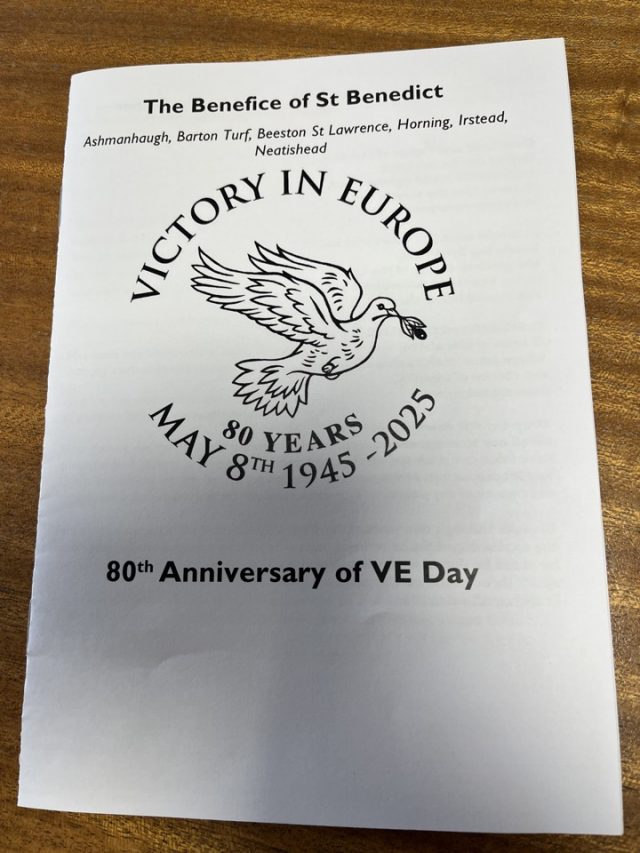 The Benefice of St Benedict
Ashmanhaugh, Barton Turf, Beeston St Lawrence, Horning, Irstead,
Neatishead
VICTORY IN EUROPE
80 YEARS
MAY 8TH 1945 - 2025
80th Anniversary of VE Day